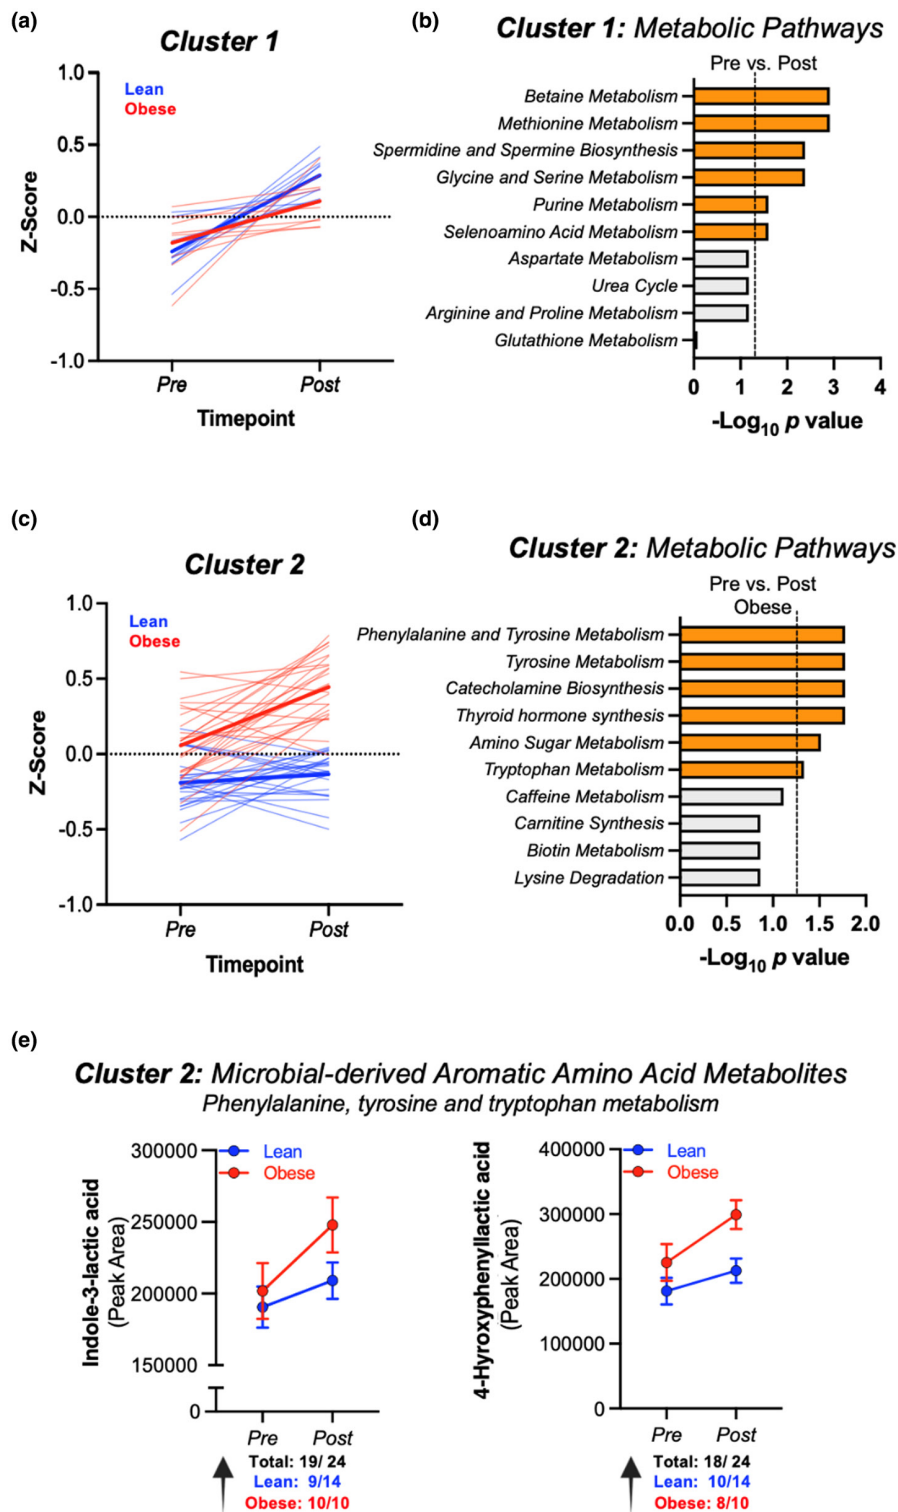 (a)
Cluster 1
Lean
Obese
Z-Score
1.0
0.5
0.0
-0.5
-1.0
Pre Post
Timepoint
(b)
Cluster 1: Metabolic Pathways
Pre vs. Post
Betaine Metabolism
Methionine Metabolism
Spermidine and Spermine Biosynthesis
Glycine and Serine Metabolism
Purine Metabolism
Selenoamino Acid Metabolism
Aspartate Metabolism
Urea Cycle
Arginine and Proline Metabolism
Glutathione Metabolism
0 1 2 3 4
-Log10 p value
(c)
Cluster 2
Lean
Obese
Z-Score
1.0
0.5
0.0
-0.5
-1.0
Pre Post
Timepoint
(d)
Cluster 2: Metabolic Pathways
Pre vs. Post
Obese
Phenylalanine and Tyrosine Metabolism
Tyrosine Metabolism
Catecholamine Biosynthesis
Thyroid hormone synthesis
Amino Sugar Metabolism
Tryptophan Metabolism
Caffeine Metabolism
Carnitine Synthesis
Biotin Metabolism
Lysine Degradation
0.0 0.5 1.0 1.5 2.0
-Log10 p value
(e)
Cluster 2: Microbial-derived Aromatic Amino Acid Metabolites
Phenylalanine, tyrosine and tryptophan metabolism
Indole-3-lactic acid
(Peak Area)
300000
250000
200000
150000
0
Lean
Obese
Pre Post
Total: 19/ 24
Lean: 9/14
Obese: 10/10
4-Hyroxyphenyllactic acid
(Peak Area)
400000
300000
200000
100000
0
Lean
Obese
Pre Post
Total: 18/ 24
Lean: 10/14
Obese: 8/10